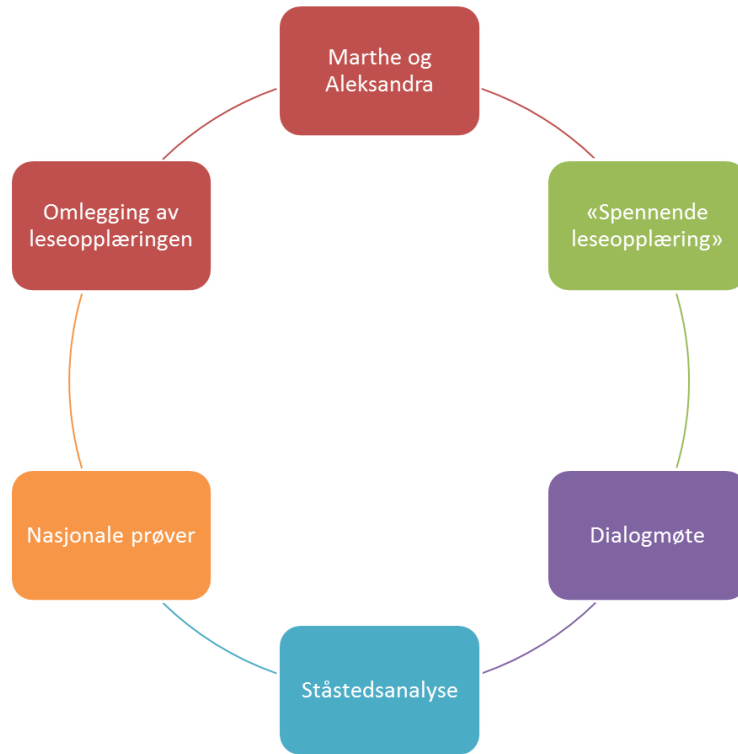 Marthe og
Aleksandra
«Spennende
leseopplæring»
Dialogmøte
Ståstedsanalyse
Nasjonale prøver
Omlegging av
leseopplæringen